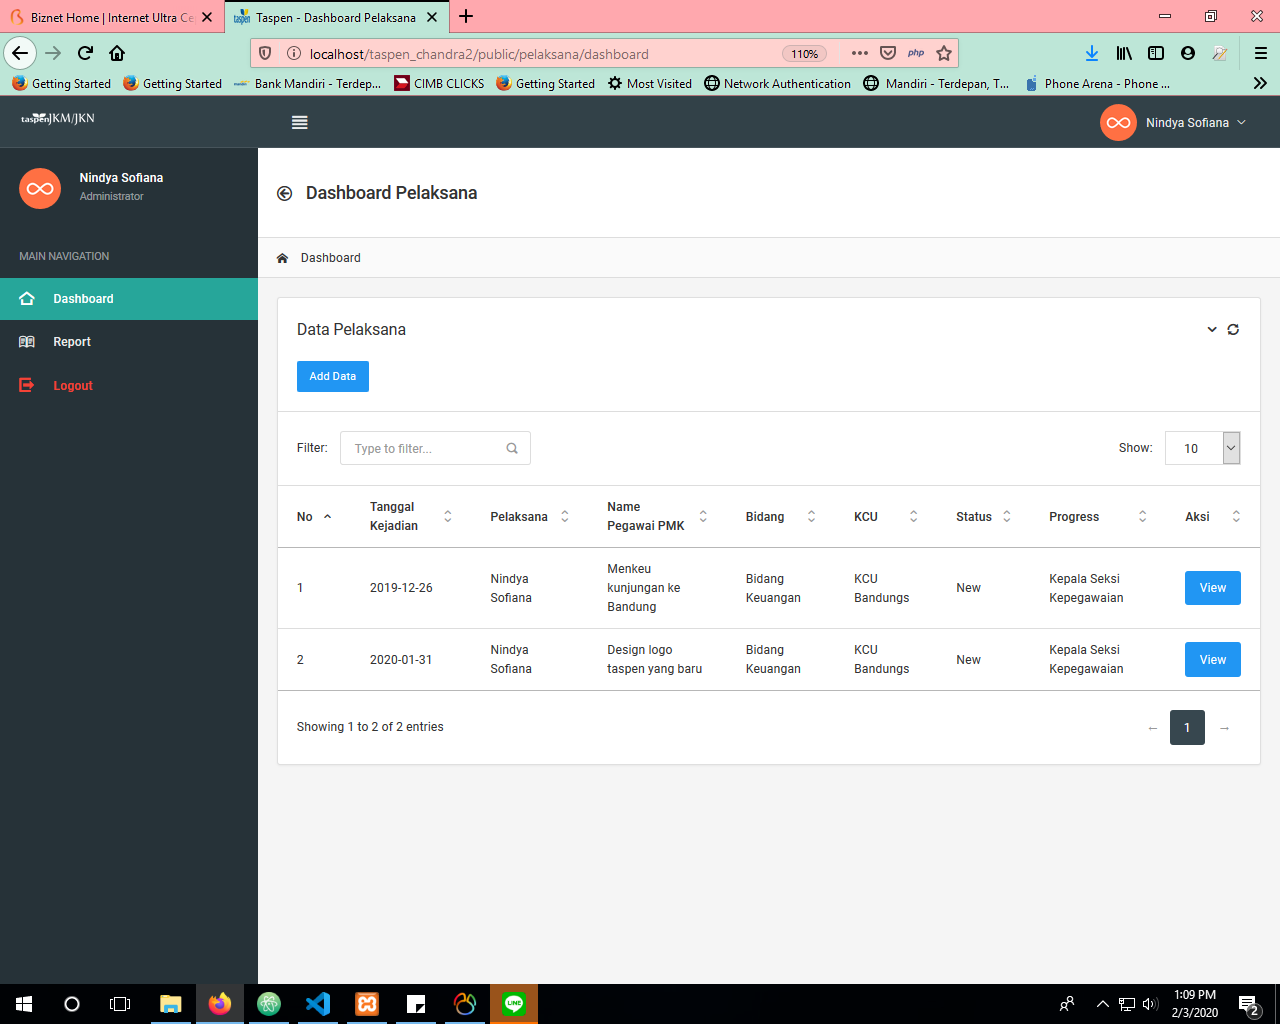 Biznet Home | Internet Ultra Ce
Taspen - Dashboard Pelaksana
localhost/taspen_chandra2/public/pelaksana/dashboard
110%
php
Getting Started
Getting Started
Bank Mandiri - Terdep...
CIMB CLICKS
Getting Started
Most Visited
Network Authentication
Mandiri - Terdepan, T...
Phone Arena - Phone ...
taspen JKM/JKN
Nindya Sofiana
Nindya Sofiana
Administrator
MAIN NAVIGATION
Dashboard
Report
Logout
Dashboard Pelaksana
Dashboard
Data Pelaksana
Add Data
Filter:
Type to filter...
Show:
10
No
Tanggal
Kejadian
Pelaksana
Name
Pegawai PMK
Bidang
KCU
Status
Progress
Aksi
1
2019-12-26
Nindya
Sofiana
Menkeu
kunjungan ke
Bandung
Bidang
Keuangan
KCU
Bandungs
New
Kepala Seksi
Kepegawaian
View
2
2020-01-31
Nindya
Sofiana
Design logo
taspen yang baru
Bidang
Keuangan
KCU
Bandungs
New
Kepala Seksi
Kepegawaian
View
Showing 1 to 2 of 2 entries
← 1 →
LINE
1:09 PM
2/3/2020
2